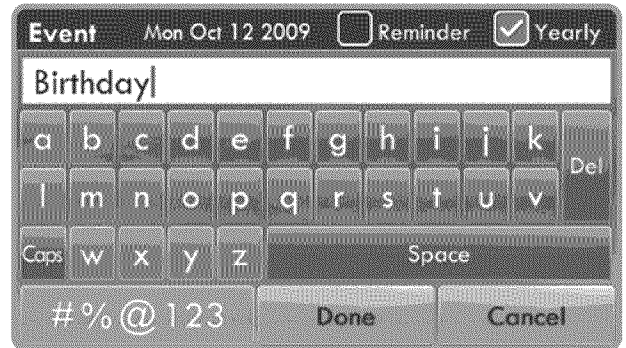 Event Mon Oct 12 2009 Reminder Yearly
Birthday
a b c d e f g h i j k Del
l m n o p q r s t u v
Caps w x y z Space
#%@123 Done Cancel